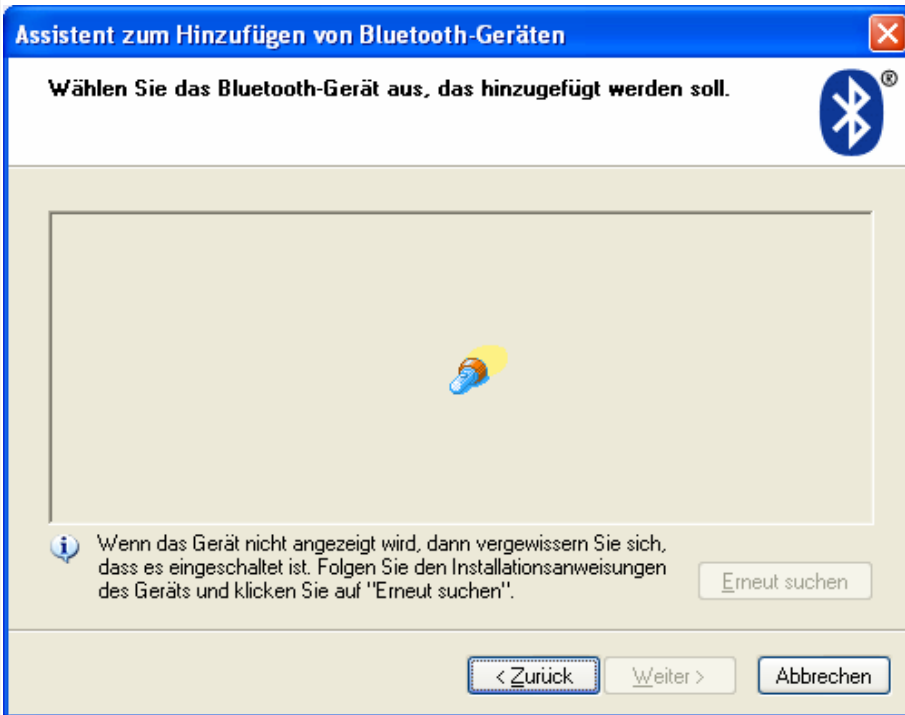 Assistent zum Hinzufügen von Bluetooth-Geräten
Wählen Sie das Bluetooth-Gerät aus, das hinzugefügt werden soll.
®
Wenn das Gerät nicht angezeigt wird, dann vergewissern Sie sich,
dass es eingeschaltet ist. Folgen Sie den Installationsanweisungen
des Geräts und klicken Sie auf "Erneut suchen".
Erneut suchen
< Zurück
Weiter >
Abbrechen